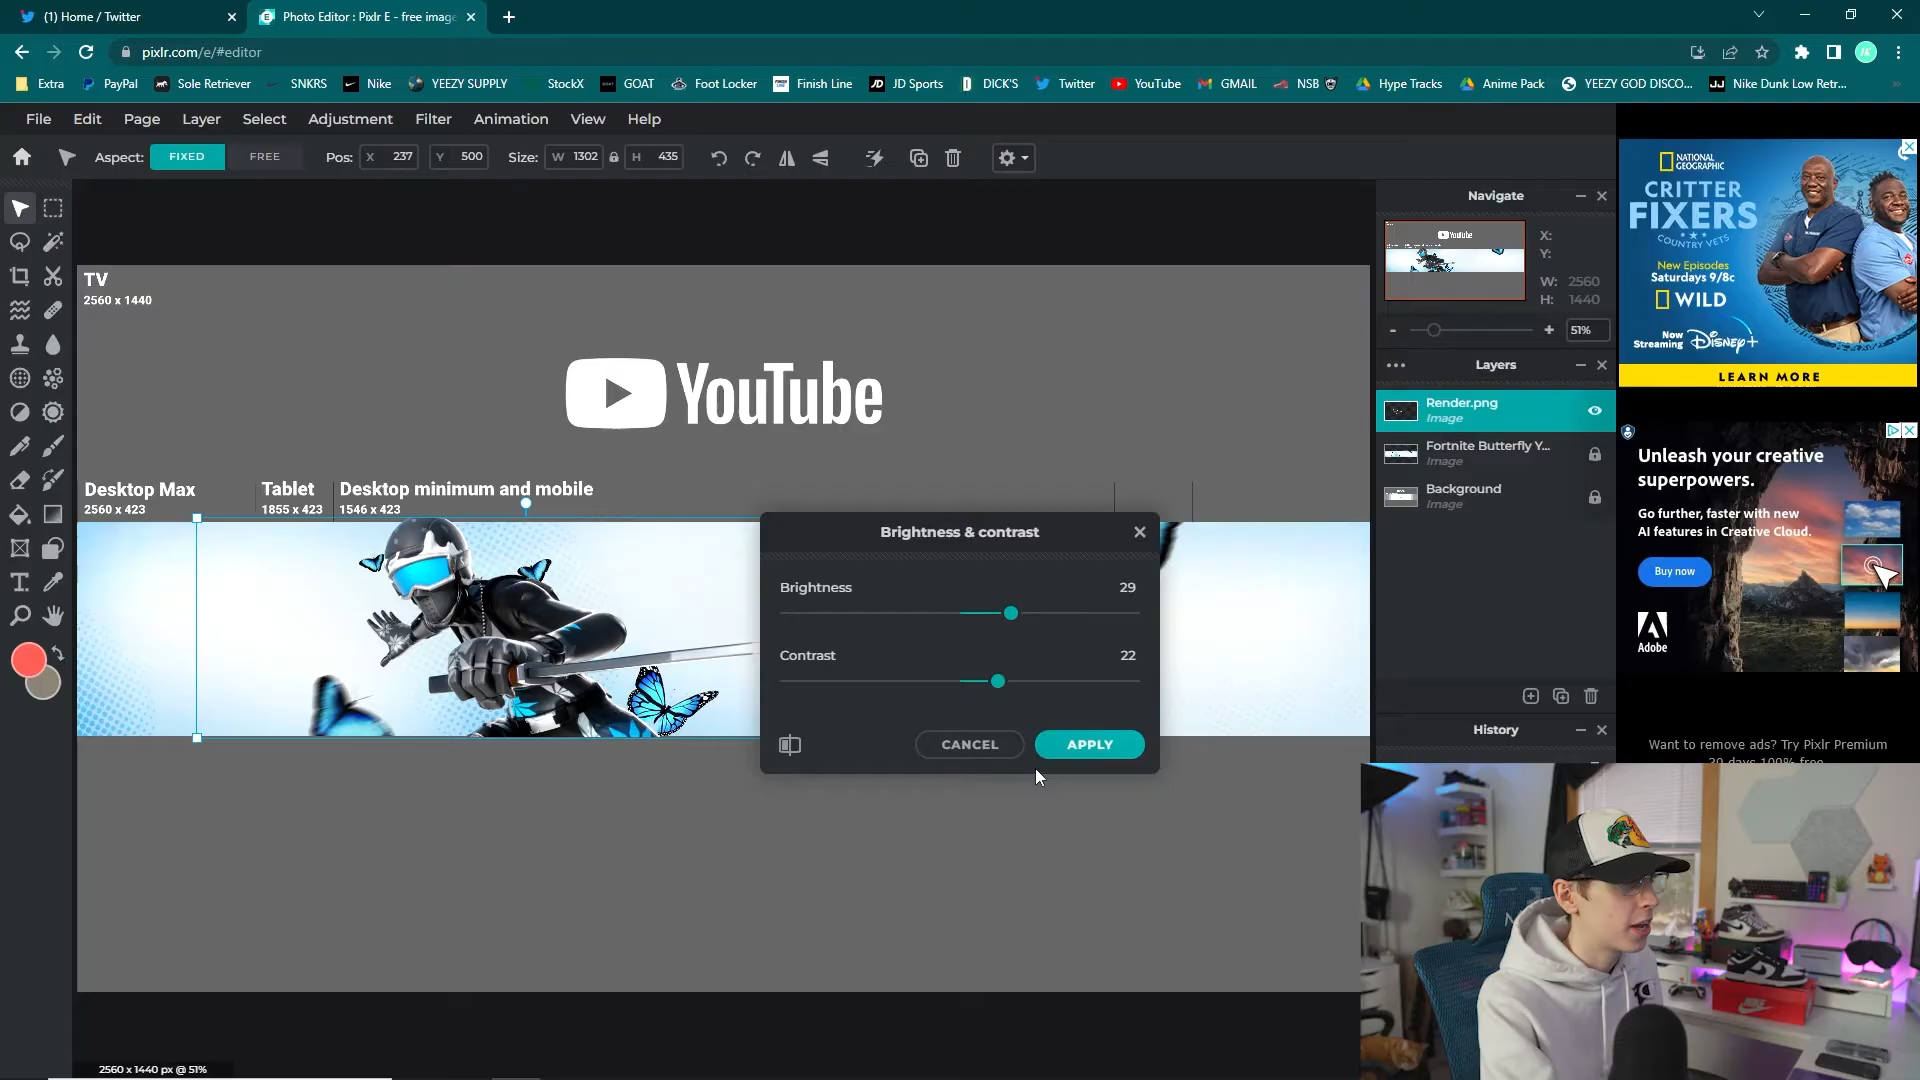 (1) Home / Twitter
Photo Editor : Pixlr E - free image
pixlr.com/e/#editor
Extra
PayPal
Sole Retriever
SNKRS
Nike
YEEZY SUPPLY
StockX
GOAT
Foot Locker
Finish Line
JD Sports
DICK'S
Twitter
YouTube
GMAIL
NSB
Hype Tracks
Anime Pack
YEEZY GOD DISCO...
Nike Dunk Low Retr...
File
Edit
Page
Layer
Select
Adjustment
Filter
Animation
View
Help
Aspect:
FIXED
FREE
Pos:
X 237
Y 500
Size:
W 1302
H 435
TV
2560 x 1440
YouTube
Desktop Max
2560 x 423
Tablet
1855 x 423
Desktop minimum and mobile
1546 x 423
Brightness & contrast
Brightness
29
Contrast
22
CANCEL
APPLY
Navigate
YouTube
X:
Y:
W: 2560
H: 1440
51%
Layers
Render.png
Image
Fortnite Butterfly Y...
Image
Background
Image
History
NATIONAL
GEOGRAPHIC
CRITTER
FIXERS
COUNTRY VETS
New Episodes
Saturdays 9/8c
WILD
Now
Streaming
Disney+
LEARN MORE
Unleash your creative
superpowers.
Go further, faster with new
AI features in Creative Cloud.
Buy now
Adobe
Want to remove ads? Try Pixlr Premium
30 days 100% free
2560 x 1440 px @ 51%